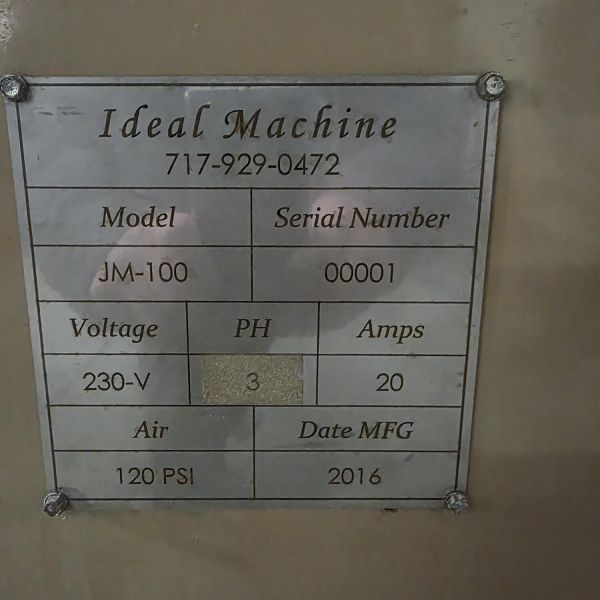 Ideal Machine
717-929-0472
Model Serial Number
JM-100 00001
Voltage PH Amps
230-V 3 20
Air Date MFG
120 PSI 2016